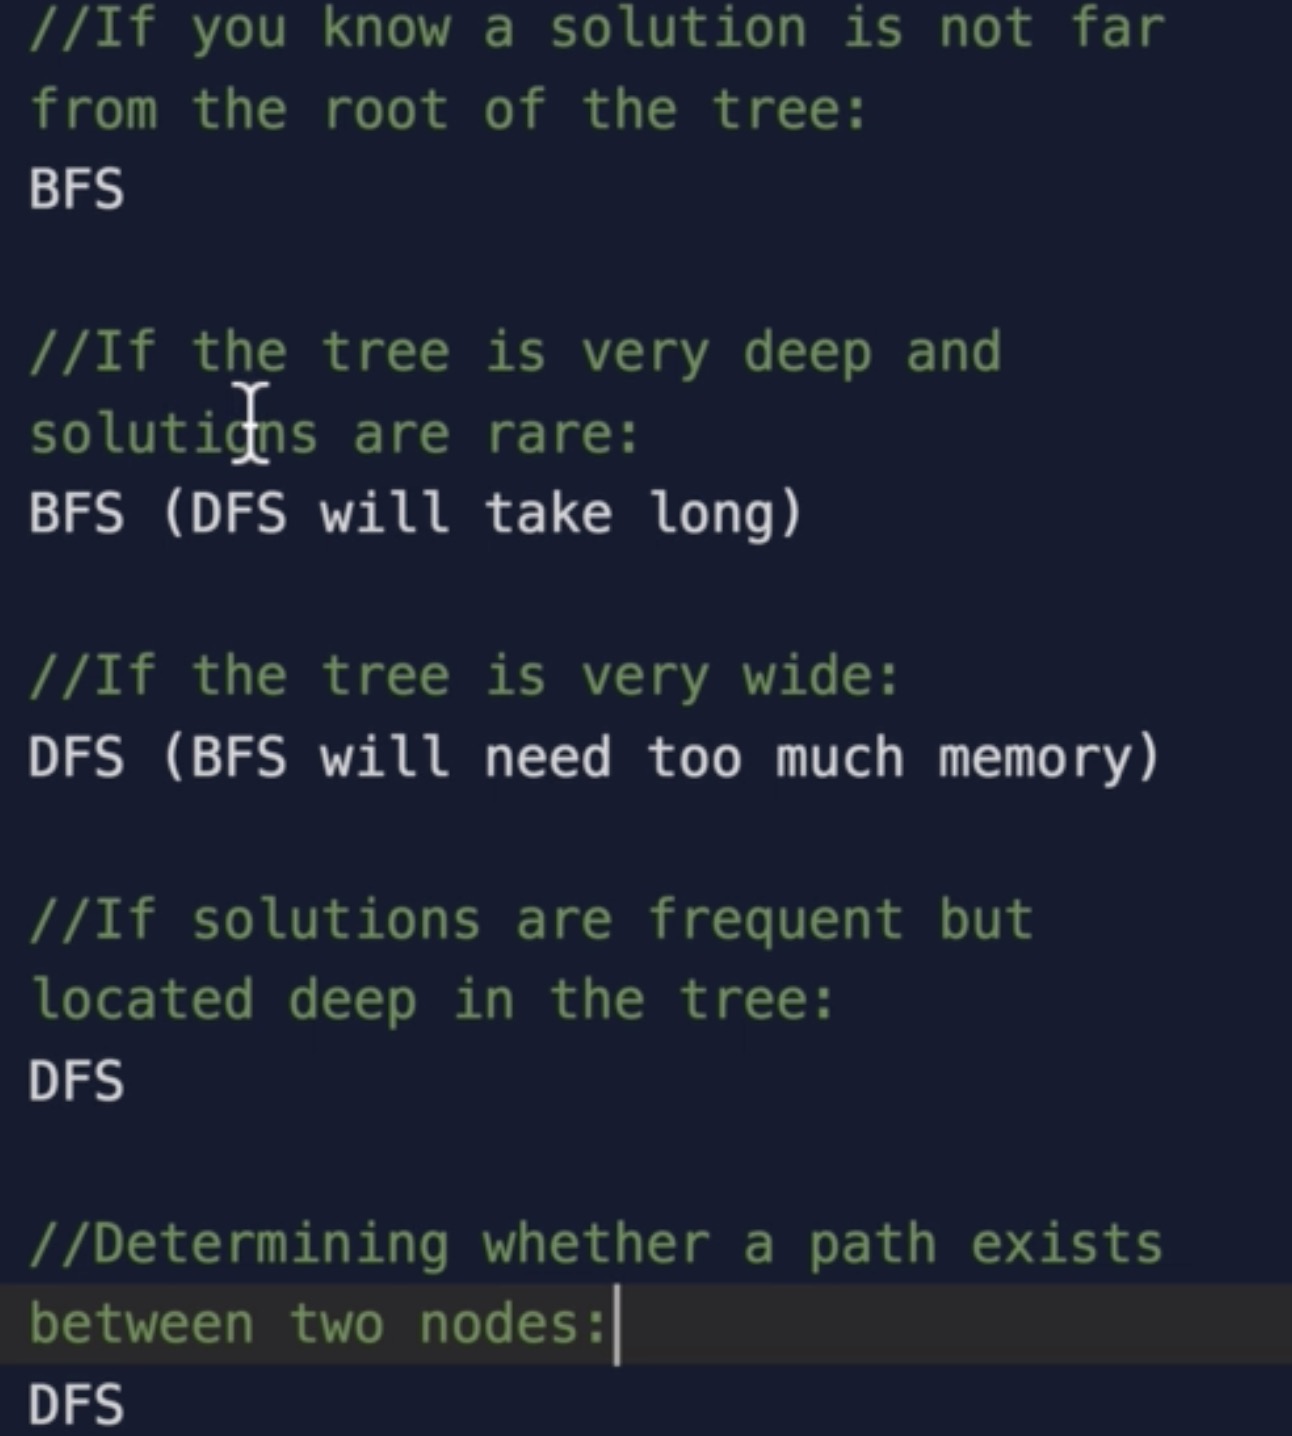 //If you know a solution is not far
from the root of the tree:
BFS
//If the tree is very deep and
solutions are rare:
BFS (DFS will take long)
//If the tree is very wide:
DFS (BFS will need too much memory)
//If solutions are frequent but
located deep in the tree:
DFS
//Determining whether a path exists
between two nodes:
DFS